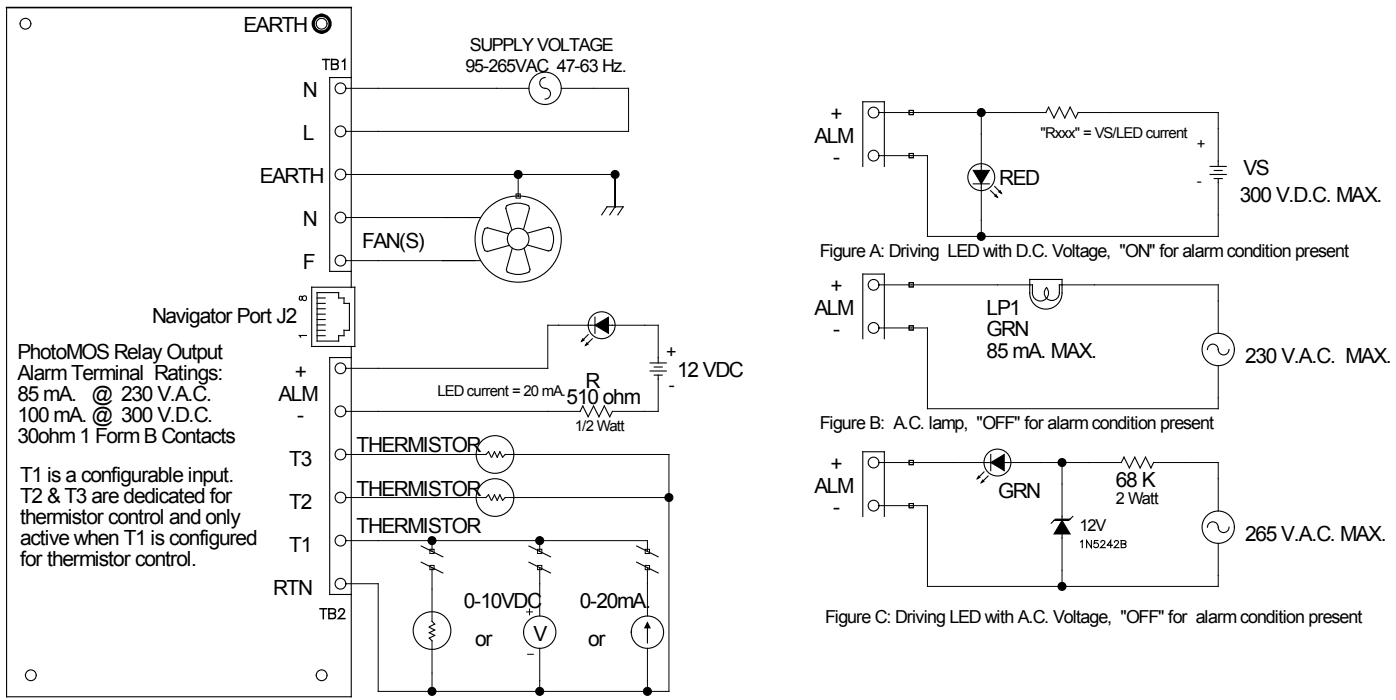 EARTH
TB1
N
L
EARTH
N
F
SUPPLY VOLTAGE
95-265VAC 47-63 Hz.
FAN(S)
8
1
Navigator Port J2
PhotoMOS Relay Output
Alarm Terminal Ratings:
85 mA. @ 230 V.A.C.
100 mA. @ 300 V.D.C.
30ohm 1 Form B Contacts
T1 is a configurable input.
T2 & T3 are dedicated for
thermistor control and only
active when T1 is configured
for thermistor control.
+
ALM
-
T3
T2
T1
RTN
TB2
+
-
12 VDC
LED current = 20 mA.
R
510 ohm
1/2 Watt
THERMISTOR
THERMISTOR
THERMISTOR
0-10VDC
0-20mA.
or
+
V
-
or
+
ALM
-
"Rxxx" = VS/LED current
RED
+
-
VS
300 V.D.C. MAX.
Figure A: Driving LED with D.C. Voltage, "ON" for alarm condition present
+
ALM
-
LP1
GRN
85 mA. MAX.
230 V.A.C. MAX.
Figure B: A.C. lamp, "OFF" for alarm condition present
+
ALM
-
GRN
68 K
2 Watt
12V
1N5242B
265 V.A.C. MAX.
Figure C: Driving LED with A.C. Voltage, "OFF" for alarm condition present